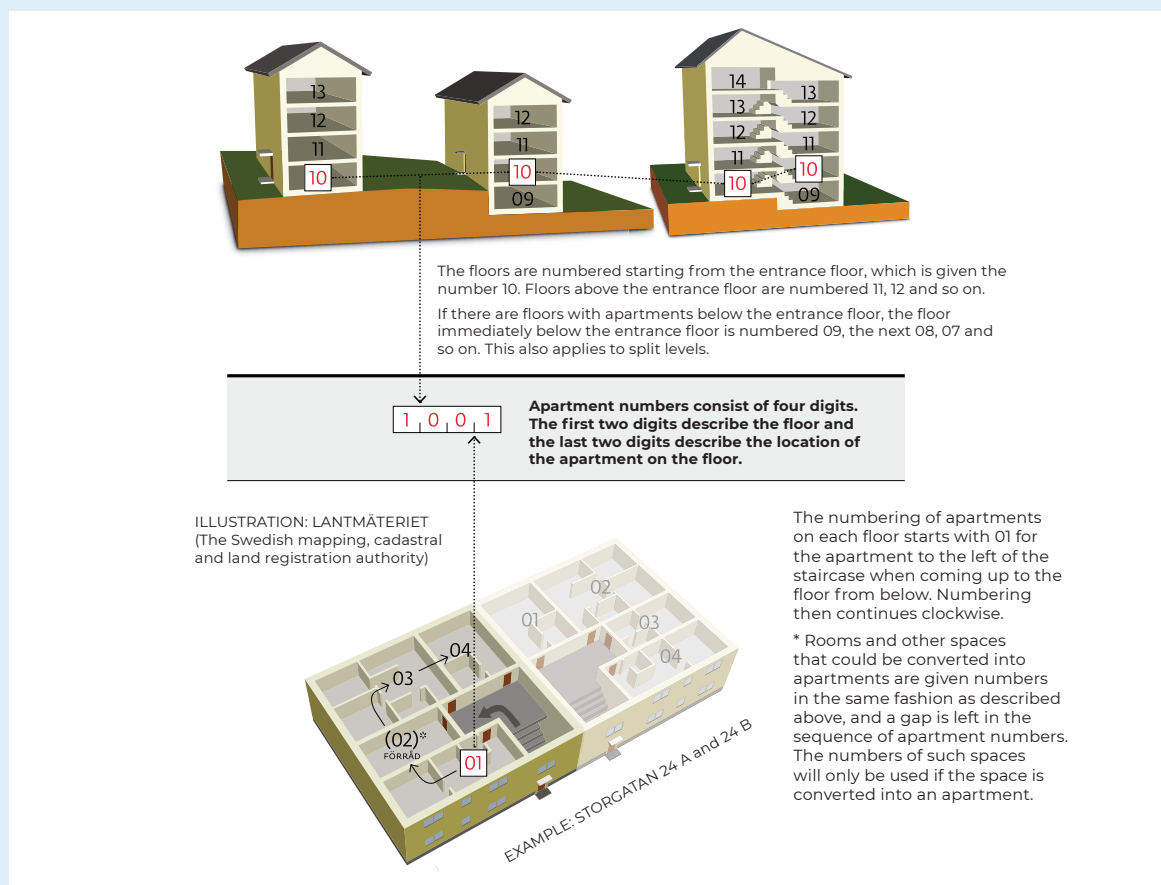 13
12
11
10
12
11
10
09
14
13
12
11
10
13
12
11
10
09
The floors are numbered starting from the entrance floor, which is given the
number 10. Floors above the entrance floor are numbered 11, 12 and so on.
If there are floors with apartments below the entrance floor, the floor
immediately below the entrance floor is numbered 09, the next 08, 07 and
so on. This also applies to split levels.
1 0 0 1
Apartment numbers consist of four digits.
The first two digits describe the floor and
the last two digits describe the location of
the apartment on the floor.
ILLUSTRATION: LANTMÄTERIET
(The Swedish mapping, cadastral
and land registration authority)
The numbering of apartments
on each floor starts with 01 for
the apartment to the left of the
staircase when coming up to the
floor from below. Numbering
then continues clockwise.
* Rooms and other spaces
that could be converted into
apartments are given numbers
in the same fashion as described
above, and a gap is left in the
sequence of apartment numbers.
The numbers of such spaces
will only be used if the space is
converted into an apartment.
01
02
03
04
04
03
(02)*
FÖRRÅD
01
EXAMPLE: STORGATAN 24 A and 24 B